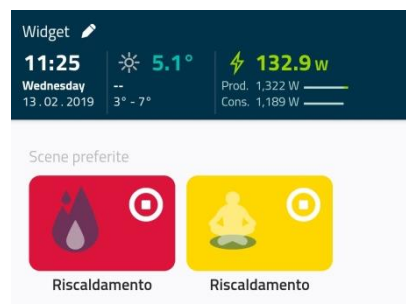 Widget
11:25 5.1° 132.9 W
Wednesday -- Prod. 1,322 W
13.02.2019 3° - 7° Cons. 1,189 W
Scene preferite
Riscaldamento Riscaldamento